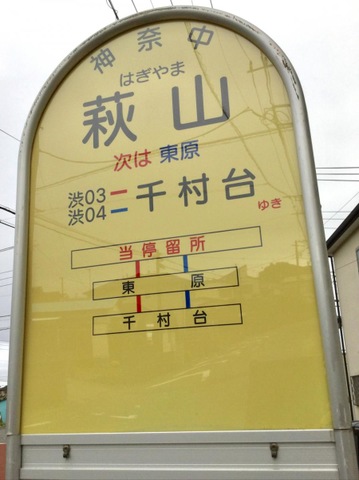 神奈中
はぎやま
萩山
次は 東原
渋03
渋04
千村台 ゆき
当停留所
東原
千村台